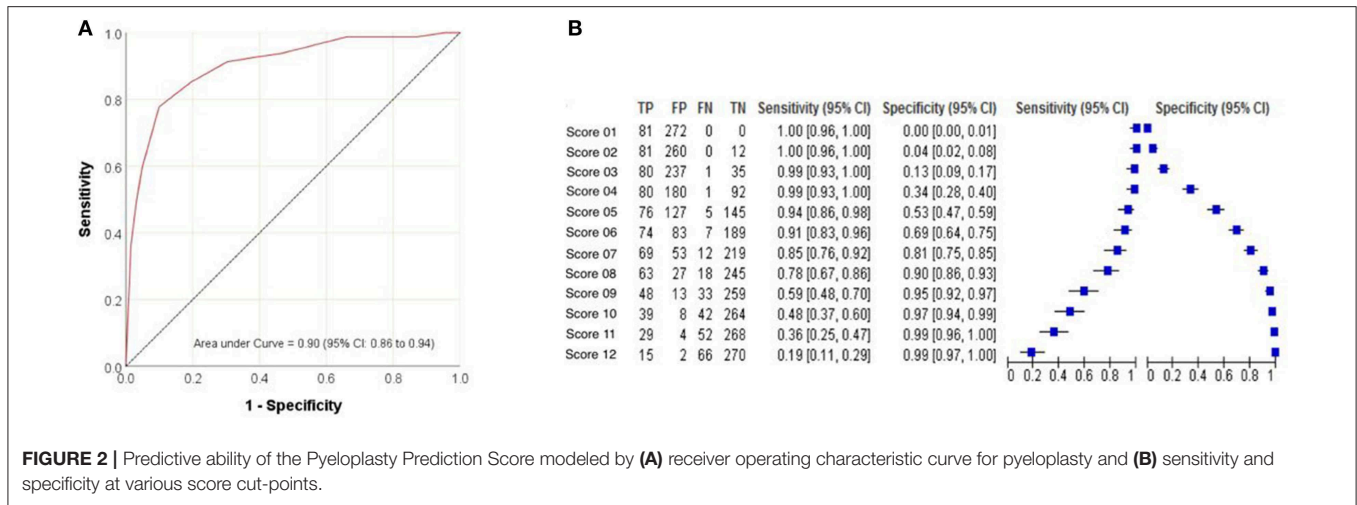 A
1.0
0.8
0.6
0.4
0.2
0.0
Sensitivity
Area under Curve = 0.90 (95% CI: 0.86 to 0.94)
0.0 0.2 0.4 0.6 0.8 1.0
1 - Specificity
B
TP FP FN TN Sensitivity (95% CI) Specificity (95% CI) Sensitivity (95% CI) Specificity (95% CI)
Score 01 81 272 0 0 1.00 [0.96, 1.00] 0.00 [0.00, 0.01]
Score 02 81 260 0 12 1.00 [0.96, 1.00] 0.04 [0.02, 0.08]
Score 03 80 237 1 35 0.99 [0.93, 1.00] 0.13 [0.09, 0.17]
Score 04 80 180 1 92 0.99 [0.93, 1.00] 0.34 [0.28, 0.40]
Score 05 76 127 5 145 0.94 [0.86, 0.98] 0.53 [0.47, 0.59]
Score 06 74 83 7 189 0.91 [0.83, 0.96] 0.69 [0.64, 0.75]
Score 07 69 53 12 219 0.85 [0.76, 0.92] 0.81 [0.75, 0.85]
Score 08 63 27 18 245 0.78 [0.67, 0.86] 0.90 [0.86, 0.93]
Score 09 48 13 33 259 0.59 [0.48, 0.70] 0.95 [0.92, 0.97]
Score 10 39 8 42 264 0.48 [0.37, 0.60] 0.97 [0.94, 0.99]
Score 11 29 4 52 268 0.36 [0.25, 0.47] 0.99 [0.96, 1.00]
Score 12 15 2 66 270 0.19 [0.11, 0.29] 0.99 [0.97, 1.00]
0 0.2 0.4 0.6 0.8 1 0 0.2 0.4 0.6 0.8 1
FIGURE 2 | Predictive ability of the Pyeloplasty Prediction Score modeled by (A) receiver operating characteristic curve for pyeloplasty and (B) sensitivity and
specificity at various score cut-points.